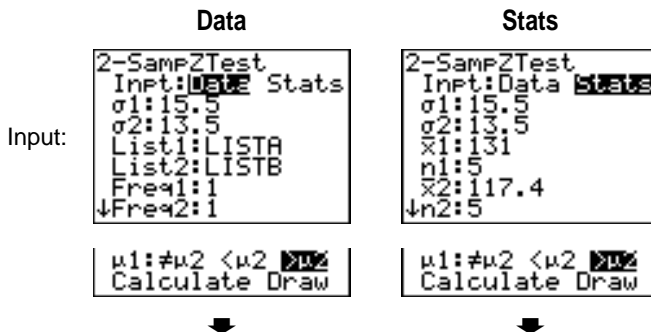 Data
Stats
Input:
2-SampZTest
Inpt:Data Stats
σ1:15.5
σ2:13.5
List1:LISTA
List2:LISTB
Freq1:1
↓Freq2:1
μ1:≠μ2 <μ2 >μ2
Calculate Draw
2-SampZTest
Inpt:Data Stats
σ1:15.5
σ2:13.5
x̄1:131
n1:5
x̄2:117.4
↓n2:5
μ1:≠μ2 <μ2 >μ2
Calculate Draw